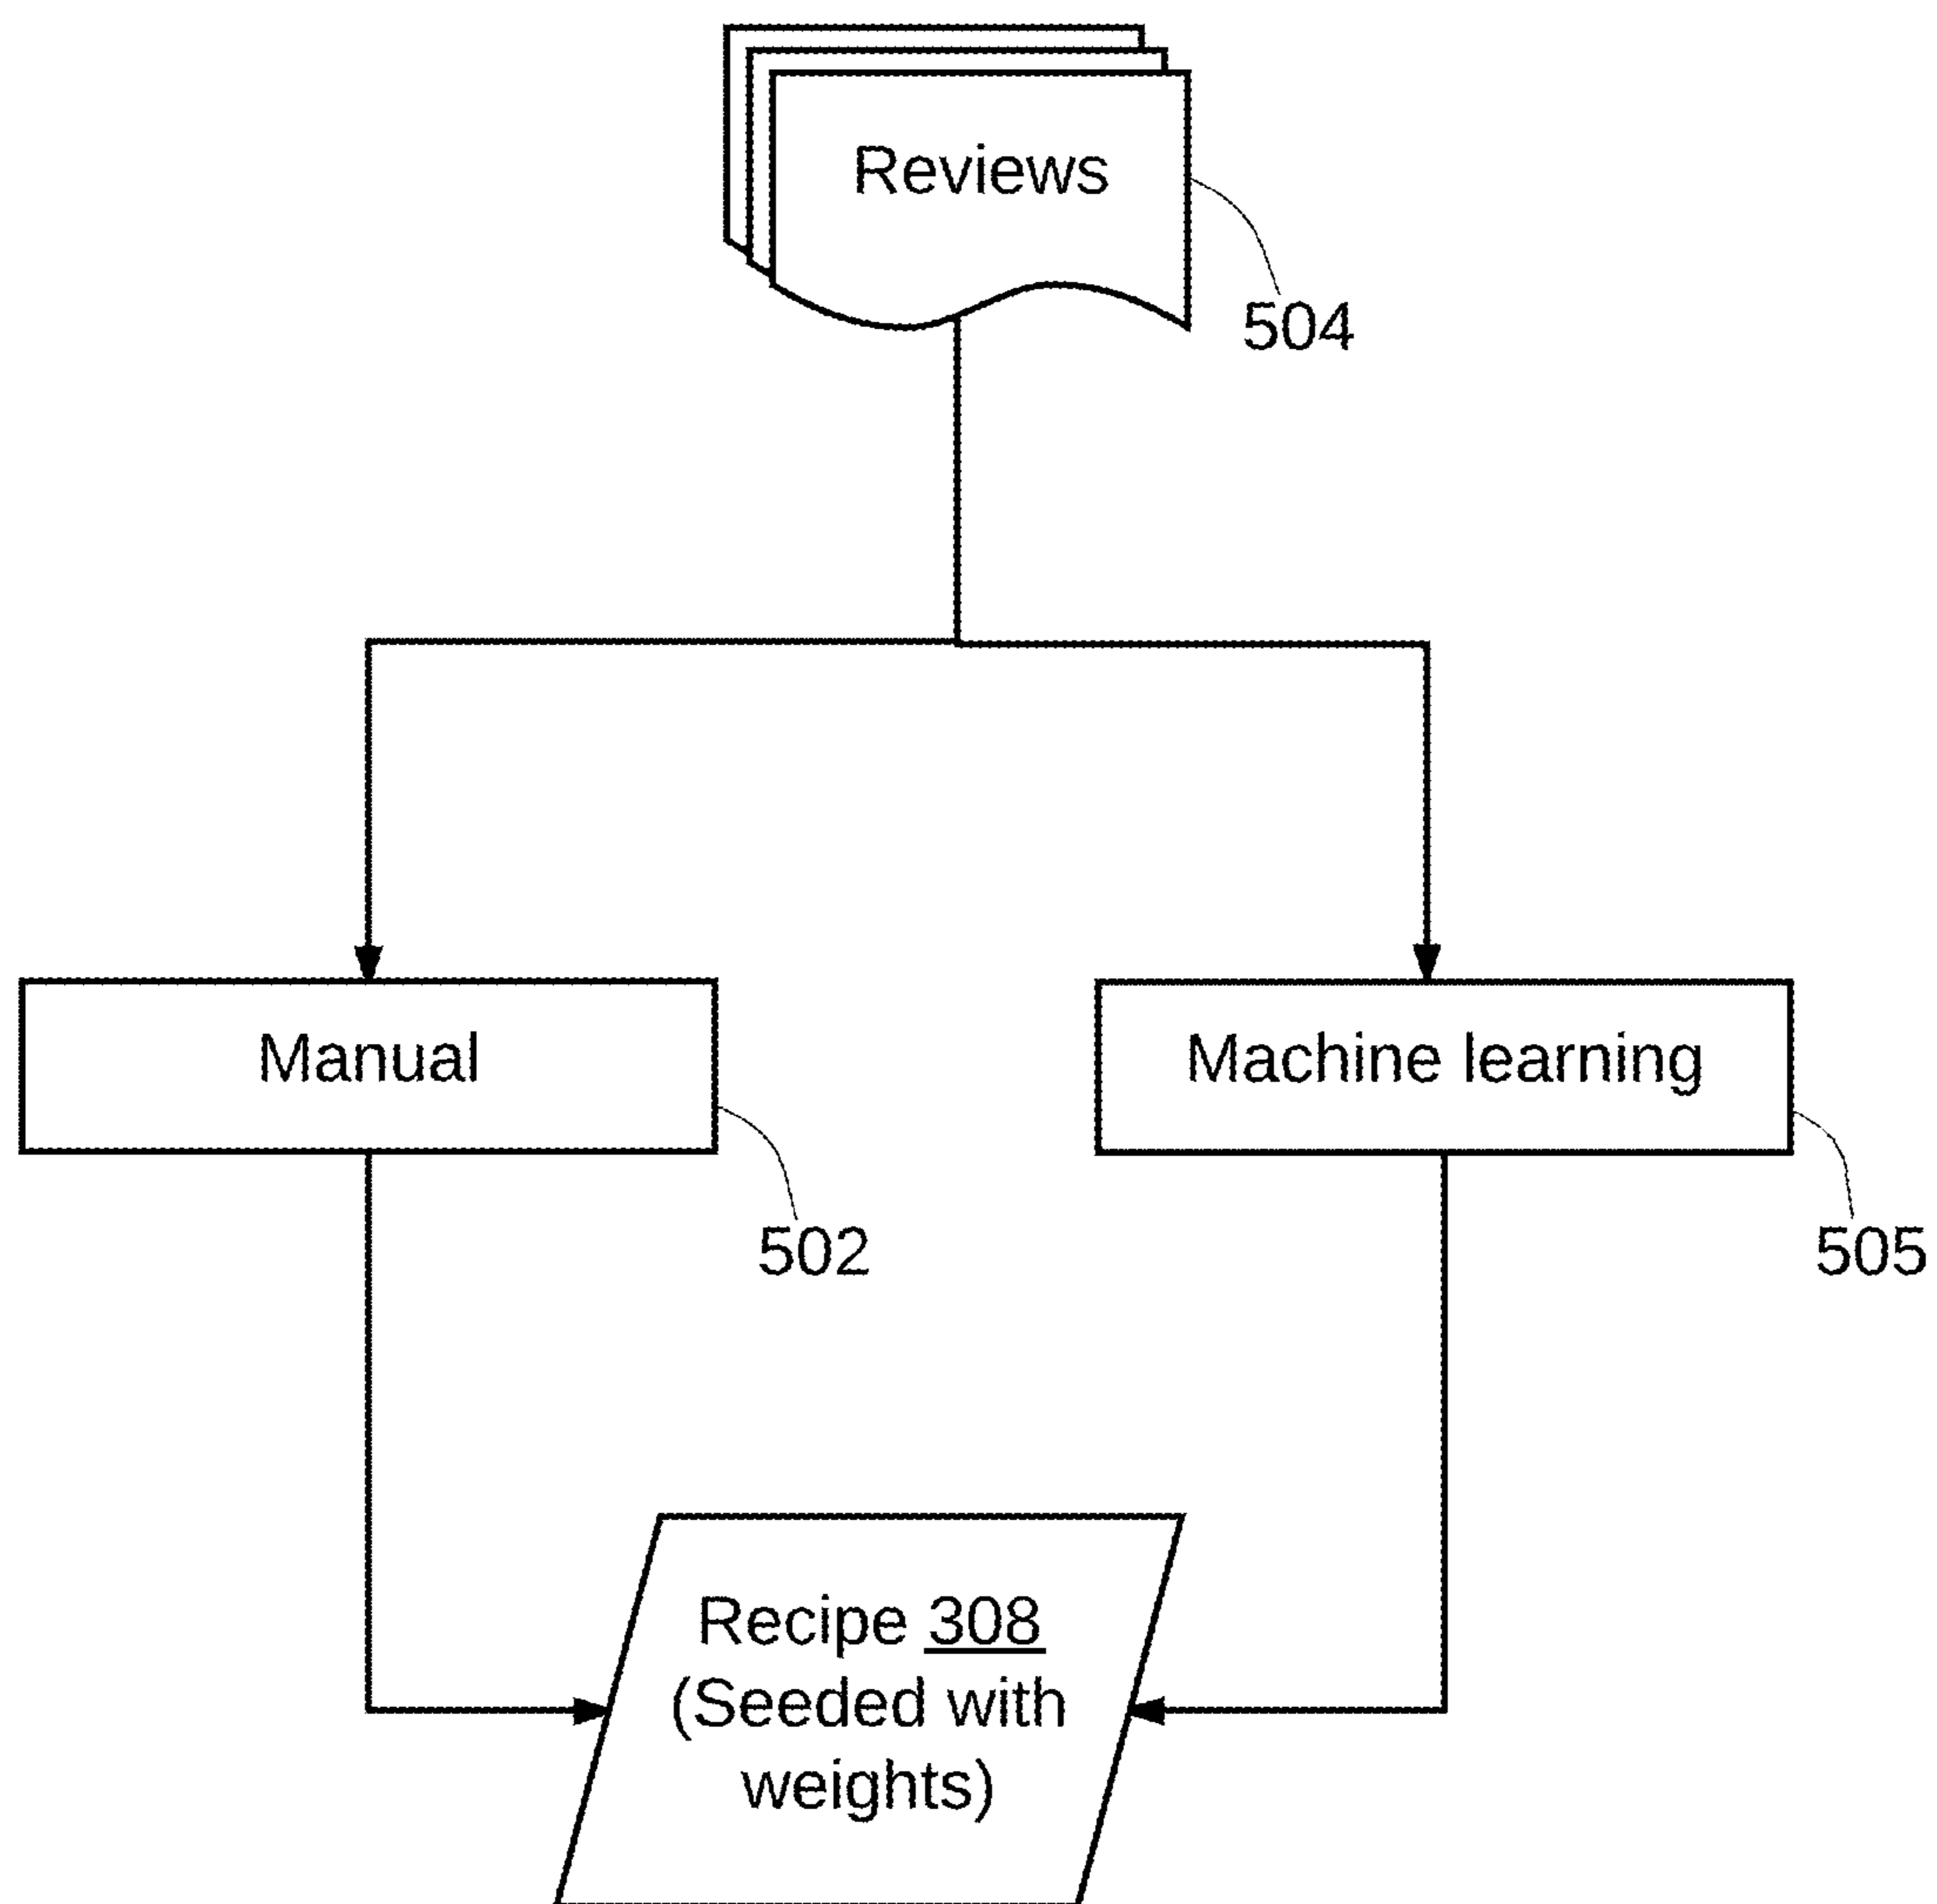 Reviews
504
Manual
Machine learning
502
505
Recipe 308
(Seeded with
weights)